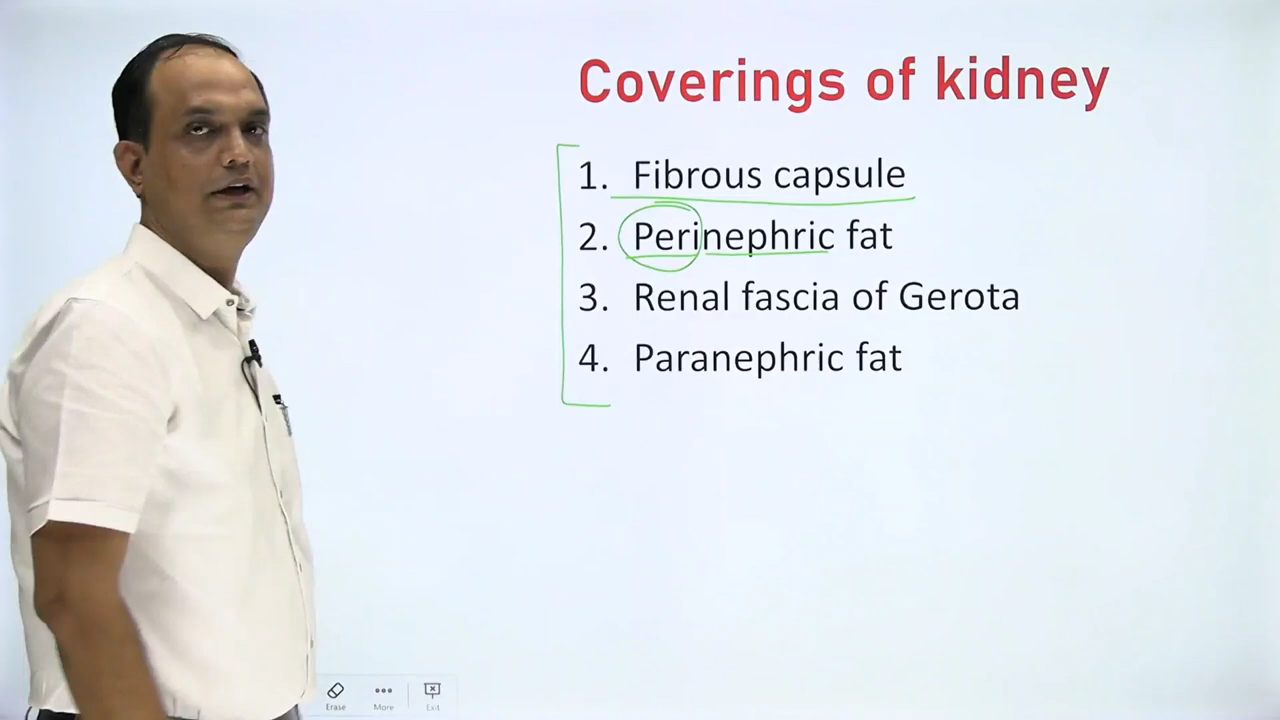 Coverings of kidney
1. Fibrous capsule
2. Perinephric fat
3. Renal fascia of Gerota
4. Paranephric fat
Erase More Exit